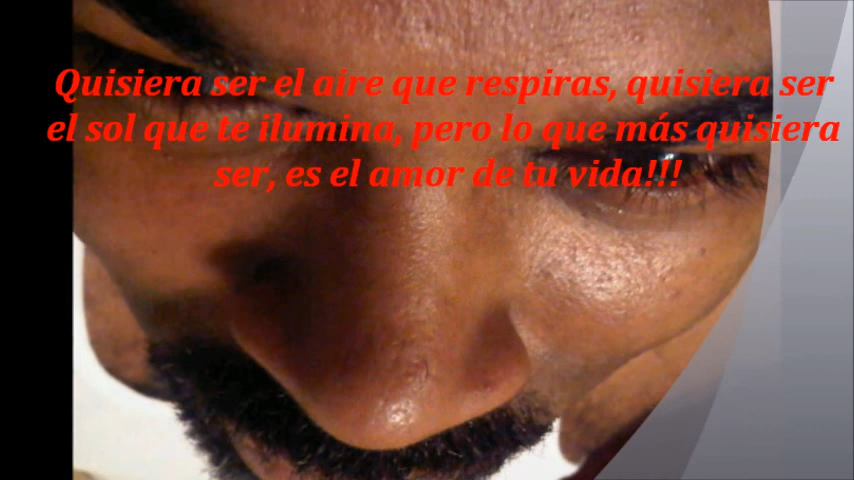 Quisiera ser el aire que respiras, quisiera ser
el sol que te ilumina, pero lo que más quisiera
ser, es el amor de tu vida!!!